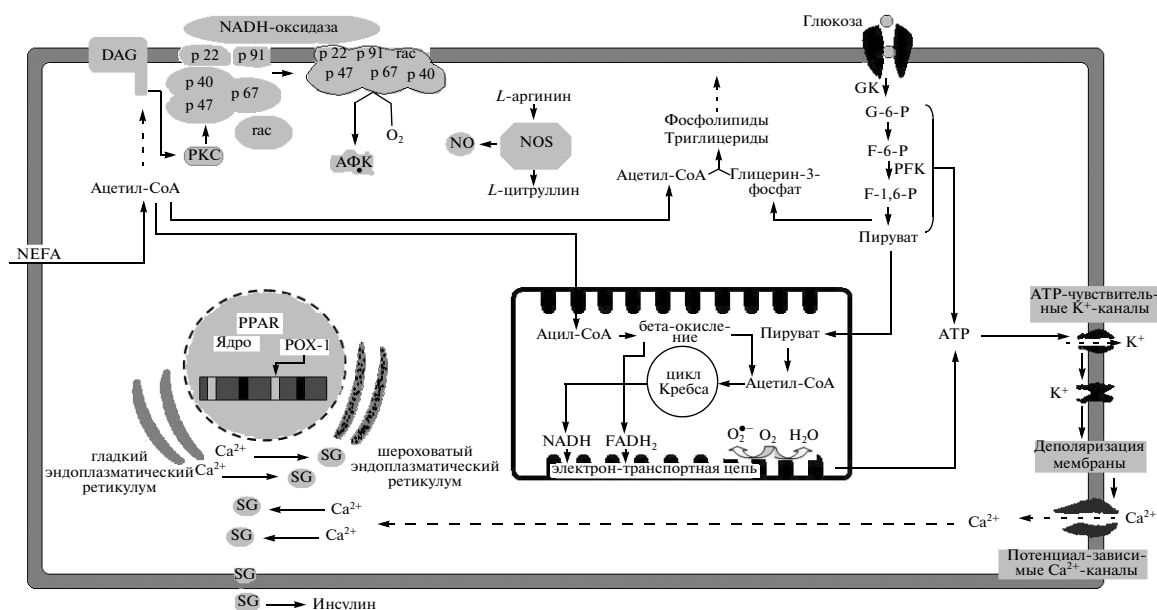 NADH-оксидаза
Глюкоза
DAG
p 22
p 91
p 22
p 91
rac
p 40
p 67
p 47
p 47
p 67
p 40
rac
PKC
O₂
АФК
L-аргинин
NO
NOS
L-цитруллин
Фосфолипиды
Триглицериды
Ацетил-CoA
Глицерин-3-
фосфат
GK
G-6-P
F-6-P
PFK
F-1,6-P
Пируват
Ацетил-CoA
NEFA
PPAR
Ядро
POX-1
Ацил-CoA
бета-окисле-
ние
Пируват
цикл
Кребса
Ацетил-CoA
NADH
FADH₂
O₂•−
O₂
H₂O
электрон-транспортная цепь
ATP
АТР-чувствитель-
ные K⁺-каналы
K⁺
K⁺
Деполяризация
мембраны
Ca²⁺
Ca²⁺
Потенциал-зависи-
мые Ca²⁺-каналы
гладкий
эндоплазматический
ретикулум
шероховатый
эндоплазматический
ретикулум
Ca²⁺
SG
Ca²⁺
SG
SG
Ca²⁺
SG
Ca²⁺
SG
SG
Инсулин